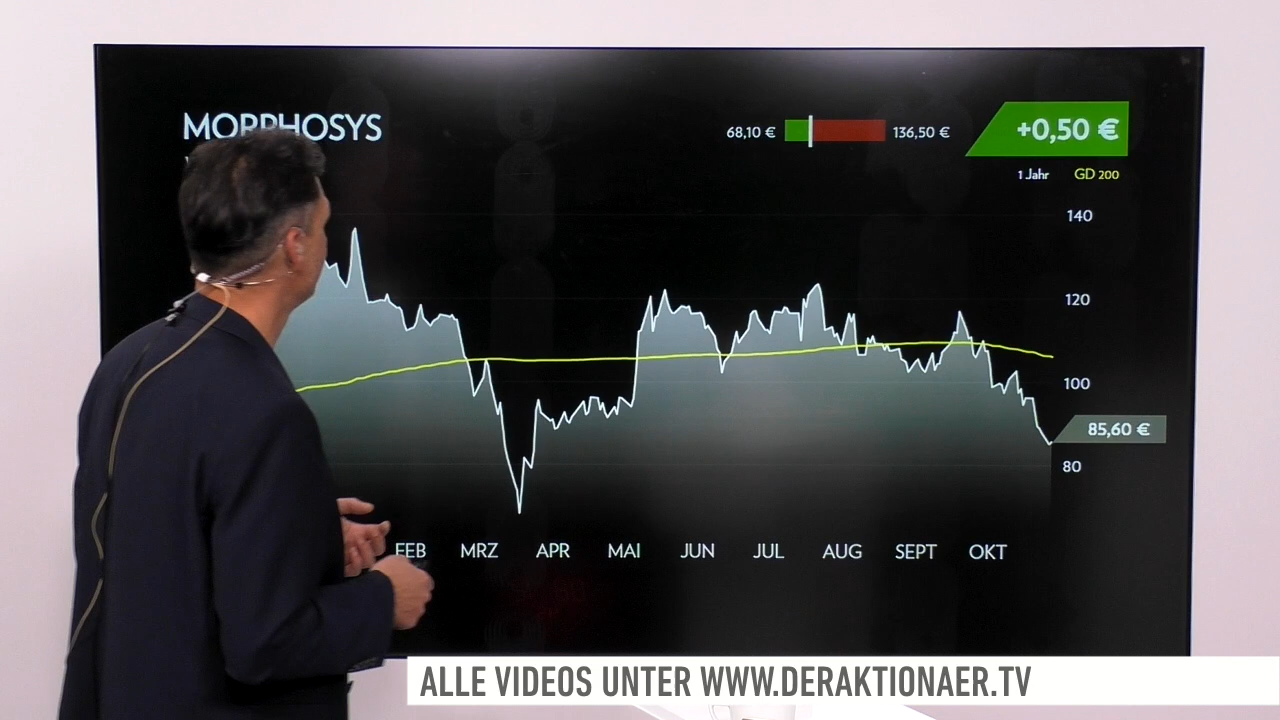 MORPHOSYS
68,10 €
136,50 €
+0,50 €
1 Jahr
GD 200
140
120
100
85,60 €
80
FEB MRZ APR MAI JUN JUL AUG SEPT OKT
ALLE VIDEOS UNTER WWW.DERAKTIONAER.TV